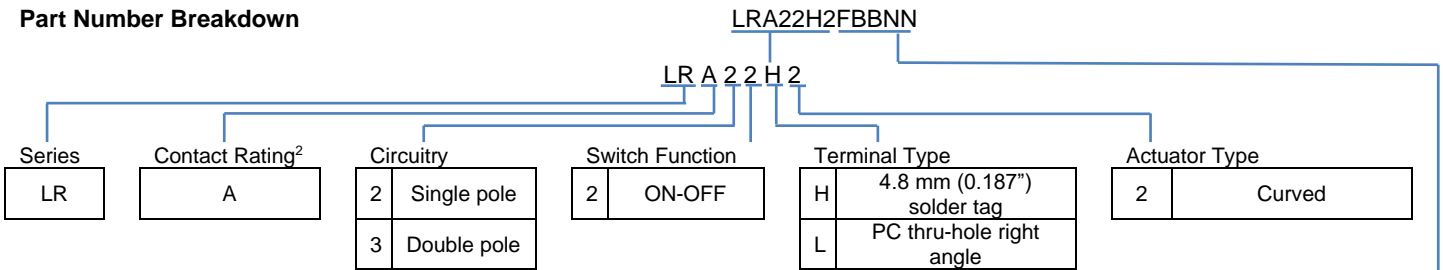 Part Number Breakdown
LRA22H2FBBNN
LR A 2 2 H 2
Series
Contact Rating2
Circuitry
Switch Function
Terminal Type
Actuator Type
LR
A
2 Single pole
3 Double pole
2 ON-OFF
H 4.8 mm (0.187”)
solder tag
L PC thru-hole right
angle
2 Curved